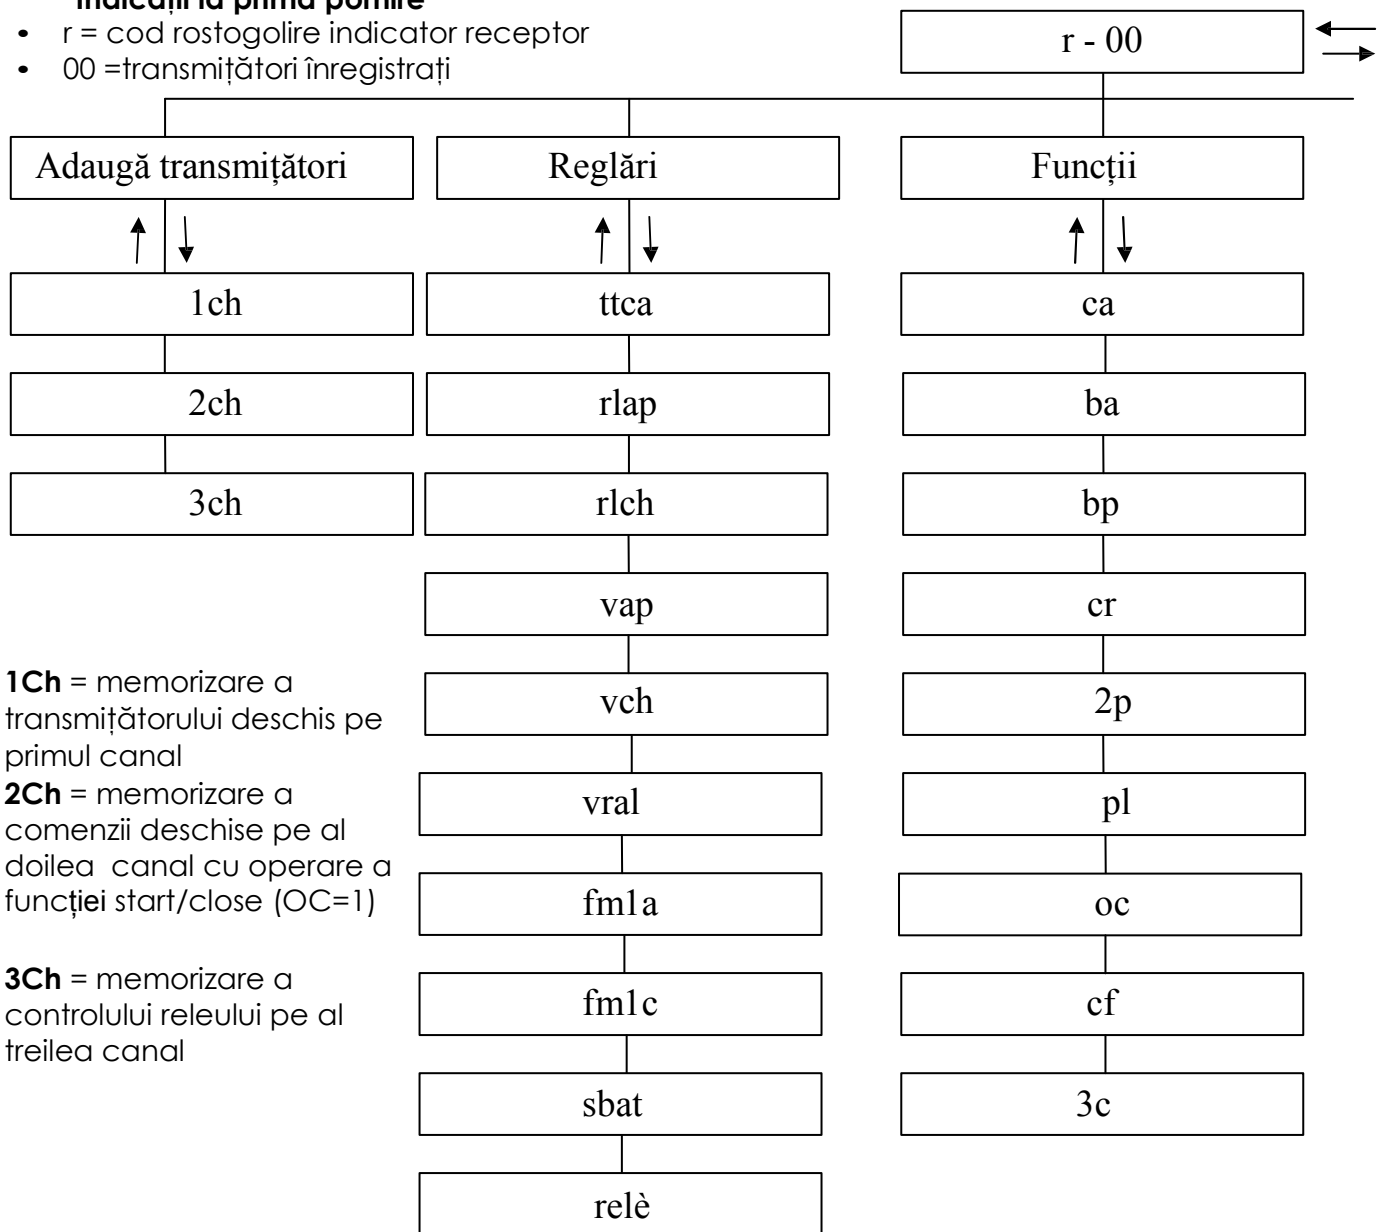 Indicații la prima pornire
• r = cod rostogolire indicator receptor
• 00 =transmițători înregistrați
r - 00
Adaugă transmițători
1ch
2ch
3ch
Reglări
ttca
rlap
rlch
vap
vch
vral
fm1a
fm1c
sbat
relè
Funcții
ca
ba
bp
cr
2p
pl
oc
cf
3c
1Ch = memorizare a
transmițătorului deschis pe
primul canal
2Ch = memorizare a
comenzii deschise pe al
doilea canal cu operare a
funcției start/close (OC=1)
3Ch = memorizare a
controlului releului pe al
treilea canal